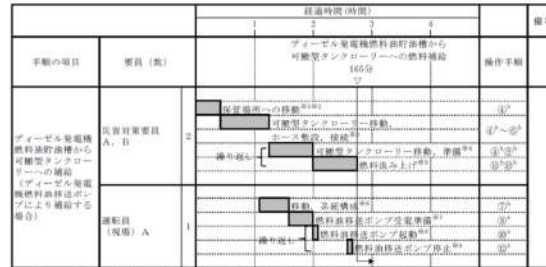 経過時間(時間)
1 2 3 4
ディーゼル発電機燃料油貯油槽から
可搬型タンクローリーへの燃料補給
165分
▽
手順の項目
要員(数)
操作手順
ディーゼル発電機
燃料油貯油槽から
可搬型タンクロー
リーへの補給
(ディーゼル発電
機燃料油移送ポン
プにより補給する
場合)
災害対策要員
A, B
2
保管場所への移動
可搬型タンクローリー移動,
ホース敷設, 接続
可搬型タンクローリー移動, 準備
繰り返し
燃料汲み上げ
運転員
(現場) A
1
移動, 系統構成
燃料油移送ポンプ受電準備
燃料油移送ポンプ起動
繰り返し
燃料油移送ポンプ停止